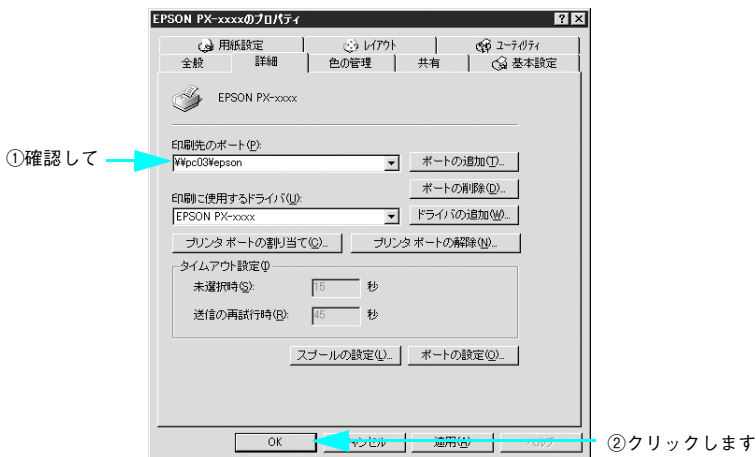 EPSON PX-xxxxのプロパティ
用紙設定 レイアウト ユーティリティ
全般 詳細 色の管理 共有 基本設定
EPSON PX-xxxx
印刷先のポート(P):
①確認して
¥¥pc03¥epson ポートの追加(T)...
ポートの削除(D)...
印刷に使用するドライバ(U):
EPSON PX-xxxx ドライバの追加(W)...
プリンタ ポートの割り当て(C)... プリンタ ポートの解除(N)...
タイムアウト設定
未選択時(S): 15 秒
送信の再試行時(R): 45 秒
スプールの設定(L)... ポートの設定(O)...
OK キャンセル 適用(A) ヘルプ
②クリックします